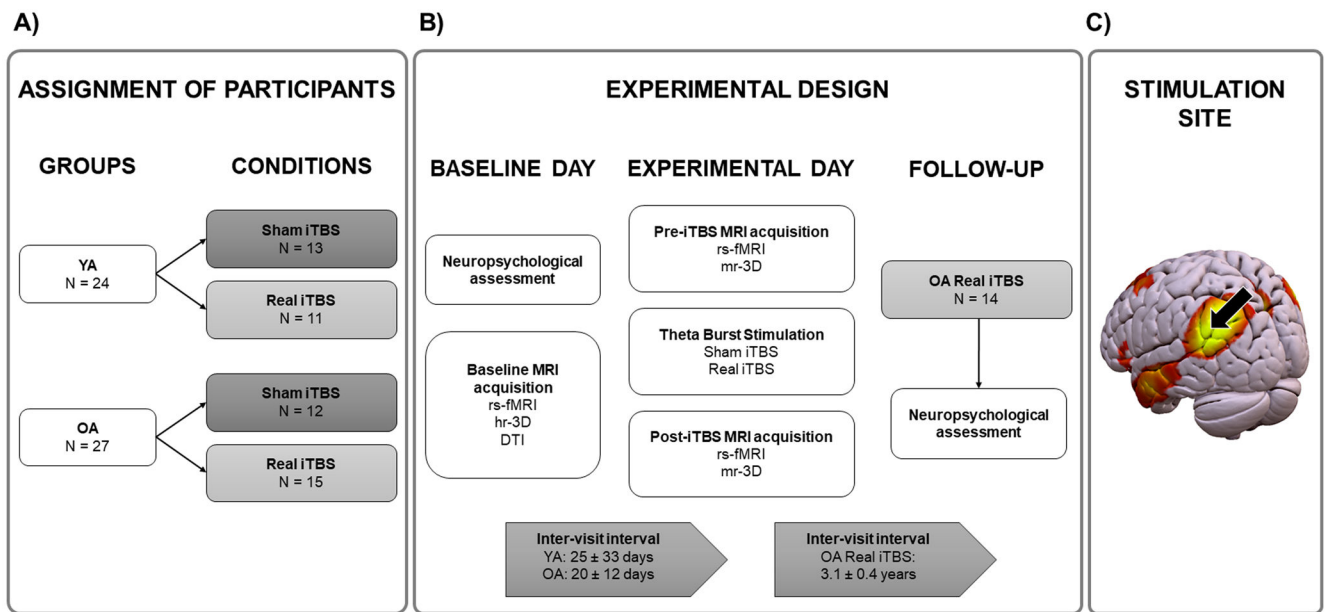 A)
ASSIGNMENT OF PARTICIPANTS
GROUPS
CONDITIONS
YA
N = 24
Sham iTBS
N = 13
Real iTBS
N = 11
OA
N = 27
Sham iTBS
N = 12
Real iTBS
N = 15
B)
EXPERIMENTAL DESIGN
BASELINE DAY
Neuropsychological
assessment
Baseline MRI
acquisition
rs-fMRI
hr-3D
DTI
EXPERIMENTAL DAY
Pre-iTBS MRI acquisition
rs-fMRI
mr-3D
Theta Burst Stimulation
Sham iTBS
Real iTBS
Post-iTBS MRI acquisition
rs-fMRI
mr-3D
FOLLOW-UP
OA Real iTBS
N = 14
Neuropsychological
assessment
Inter-visit interval
YA: 25 ± 33 days
OA: 20 ± 12 days
Inter-visit interval
OA Real iTBS:
3.1 ± 0.4 years
C)
STIMULATION
SITE